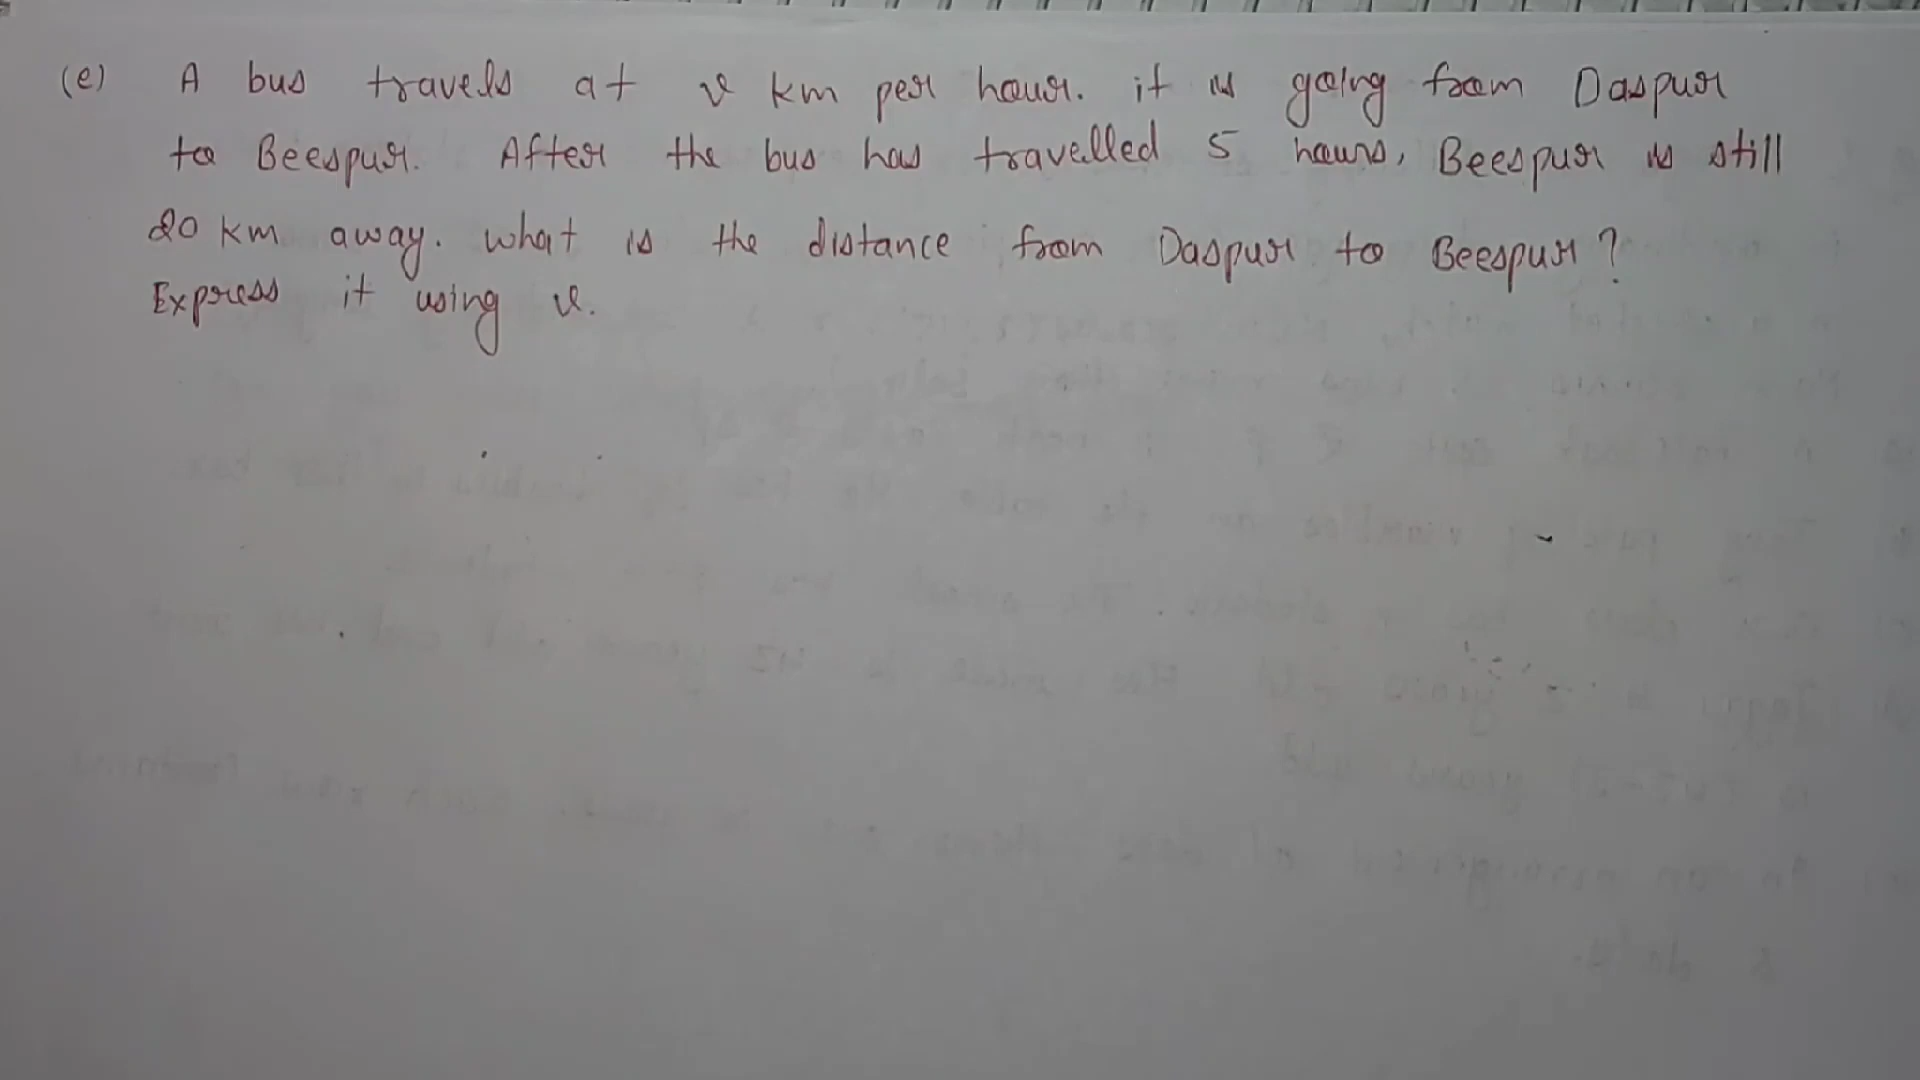 (e) A bus travels at v km per hour. it is going from Daspur
to Beespur. After the bus has travelled 5 hours, Beespur is still
20 km away. what is the distance from Daspur to Beespur?
Express it using v.